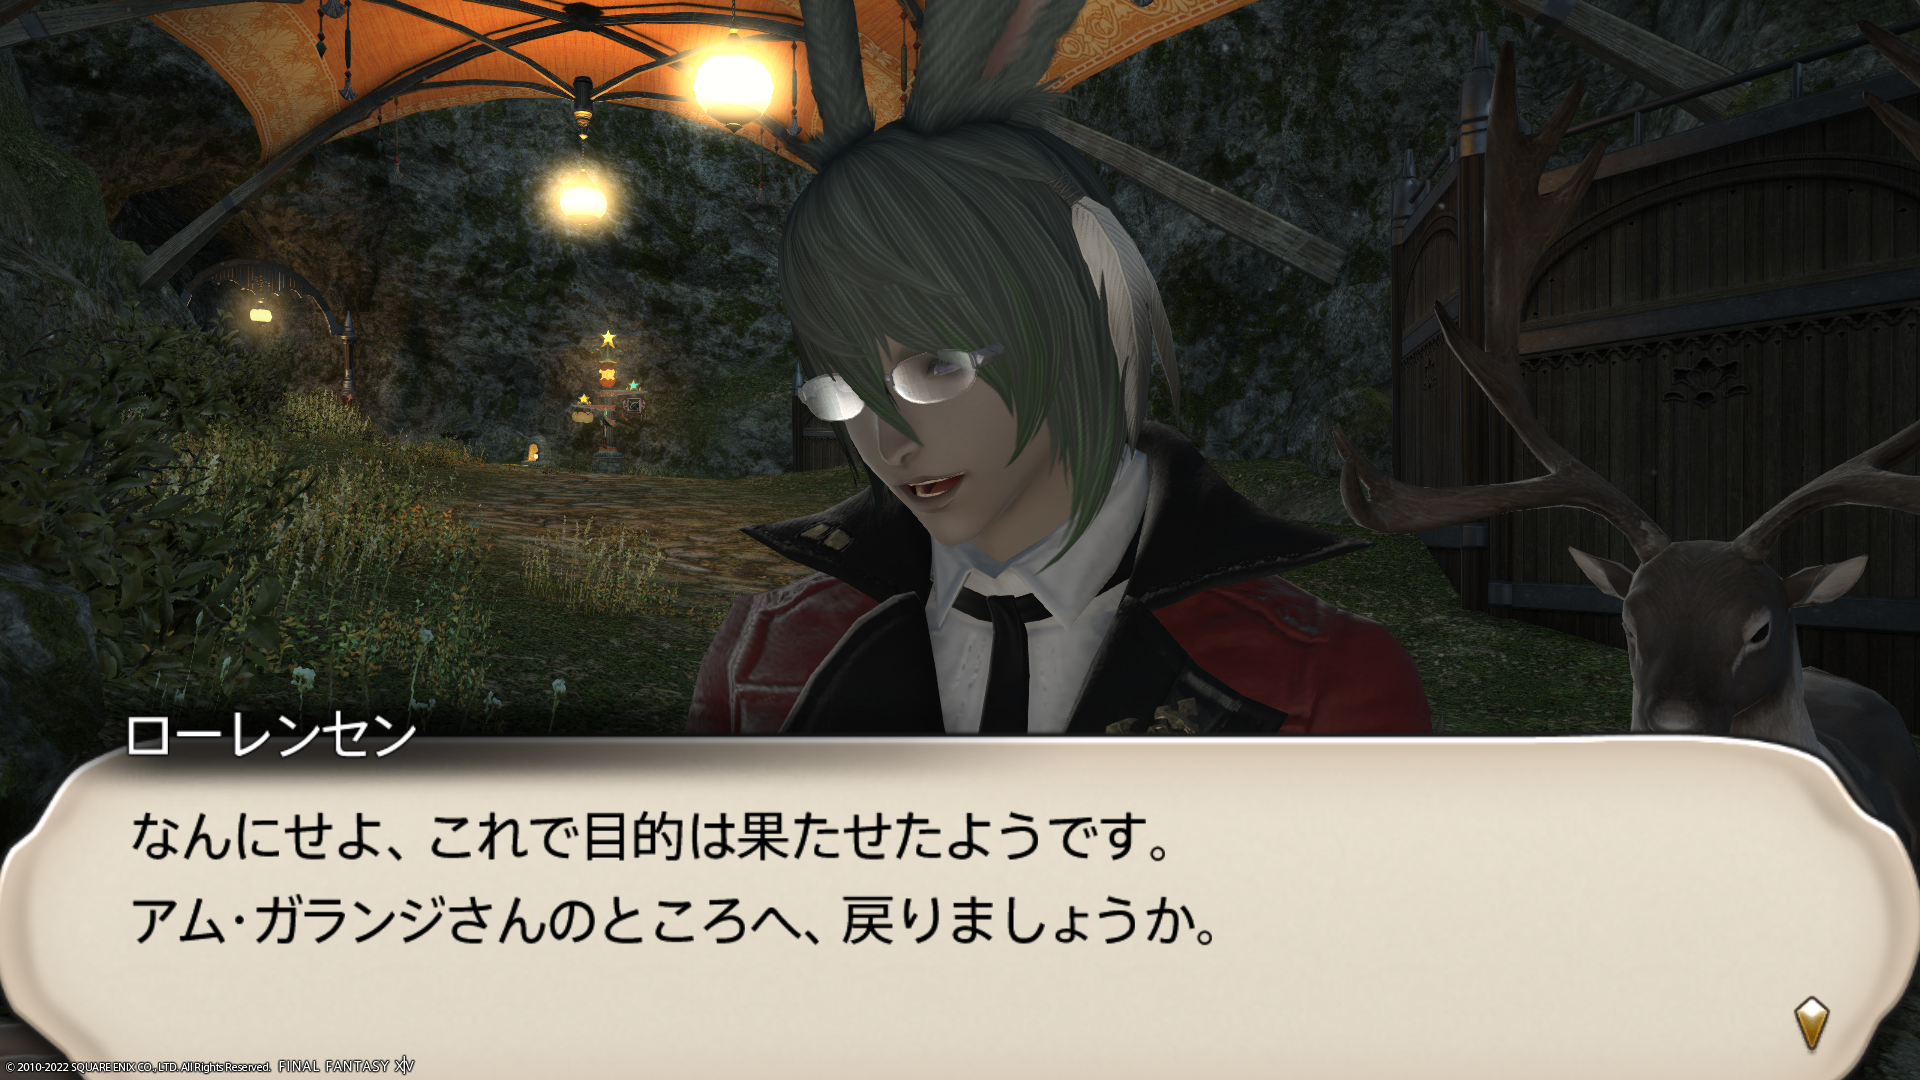 ローレンセン
なんにせよ、これで目的は果たせたようです。
アム・ガランジさんのところへ、戻りましょうか。
© 2010-2022 SQUARE ENIX CO., LTD. All Rights Reserved. FINAL FANTASY XIV